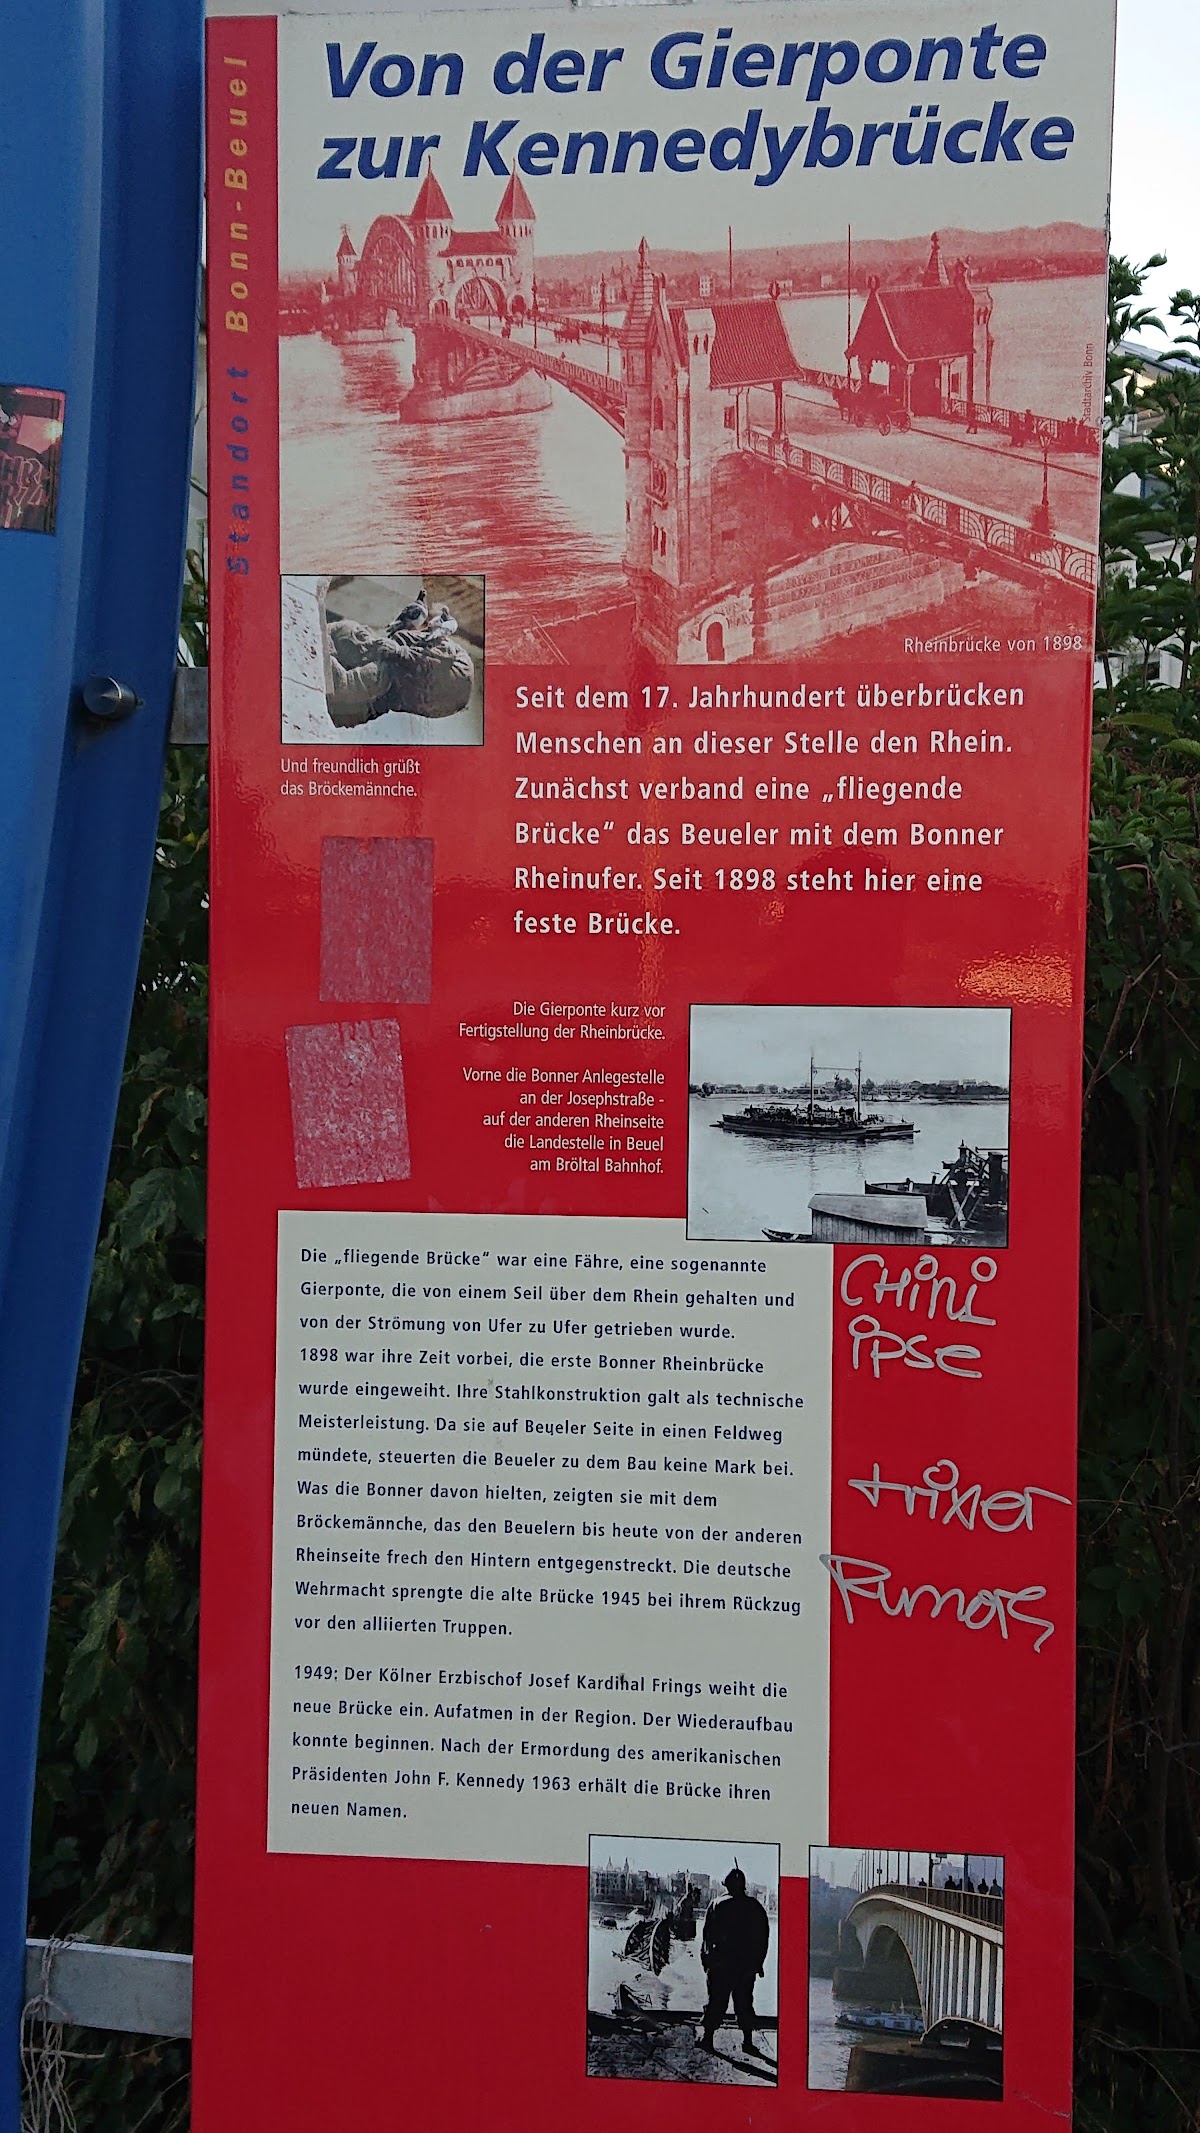 Von der Gierponte
zur Kennedybrücke
Standort Bonn-Beuel
Stadtarchiv Bonn
Rheinbrücke von 1898
Und freundlich grüßt
das Bröckemännche.
Seit dem 17. Jahrhundert überbrücken
Menschen an dieser Stelle den Rhein.
Zunächst verband eine „fliegende
Brücke“ das Beueler mit dem Bonner
Rheinufer. Seit 1898 steht hier eine
feste Brücke.
Die Gierponte kurz vor
Fertigstellung der Rheinbrücke.
Vorne die Bonner Anlegestelle
an der Josephstraße -
auf der anderen Rheinseite
die Landestelle in Beuel
am Bröltal Bahnhof.
Die „fliegende Brücke“ war eine Fähre, eine sogenannte
Gierponte, die von einem Seil über dem Rhein gehalten und
von der Strömung von Ufer zu Ufer getrieben wurde.
1898 war ihre Zeit vorbei, die erste Bonner Rheinbrücke
wurde eingeweiht. Ihre Stahlkonstruktion galt als technische
Meisterleistung. Da sie auf Beueler Seite in einen Feldweg
mündete, steuerten die Beueler zu dem Bau keine Mark bei.
Was die Bonner davon hielten, zeigten sie mit dem
Bröckemännche, das den Beuelern bis heute von der anderen
Rheinseite frech den Hintern entgegenstreckt. Die deutsche
Wehrmacht sprengte die alte Brücke 1945 bei ihrem Rückzug
vor den alliierten Truppen.
1949: Der Kölner Erzbischof Josef Kardinal Frings weiht die
neue Brücke ein. Aufatmen in der Region. Der Wiederaufbau
konnte beginnen. Nach der Ermordung des amerikanischen
Präsidenten John F. Kennedy 1963 erhält die Brücke ihren
neuen Namen.
CHini
ipse
trixer
Rumors